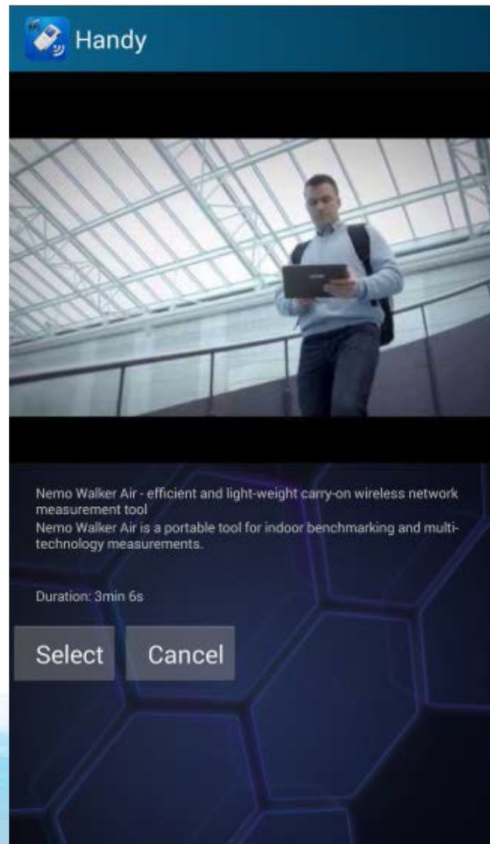 Handy
Nemo Walker Air - efficient and light-weight carry-on wireless network
measurement tool
Nemo Walker Air is a portable tool for indoor benchmarking and multi-
technology measurements.
Duration: 3min 6s
Select Cancel